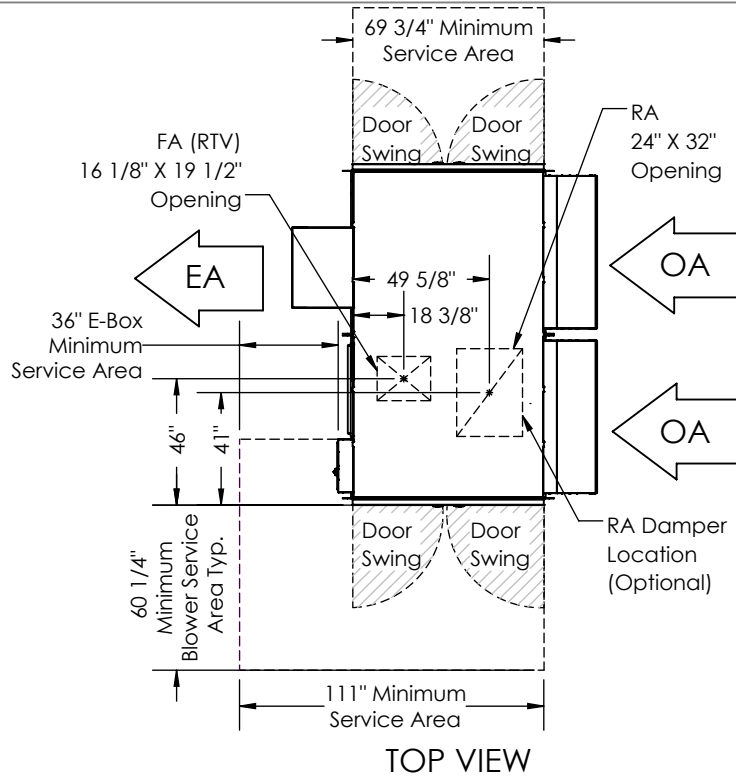 69 3/4" Minimum
Service Area
Door
Swing
Door
Swing
RA
24" X 32"
Opening
FA (RTV)
16 1/8" X 19 1/2"
Opening
EA
OA
49 5/8"
18 3/8"
36" E-Box
Minimum
Service Area
46"
41"
OA
Door
Swing
Door
Swing
RA Damper
Location
(Optional)
60 1/4"
Minimum
Blower Service
Area Typ.
111" Minimum
Service Area
TOP VIEW